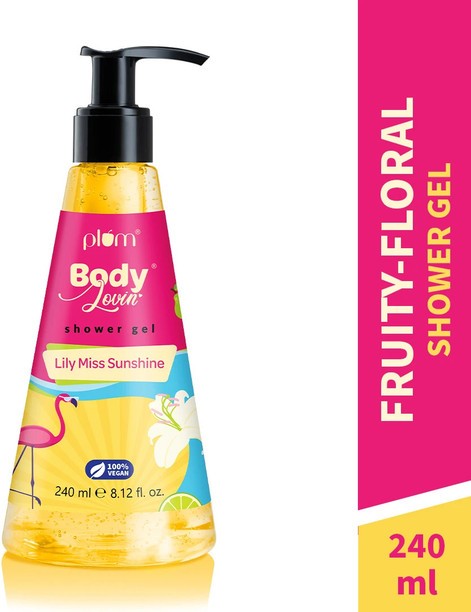 plum®
Body®
Lovin'
shower gel
Lily Miss Sunshine
100%
VEGAN
240 ml ℮ 8.12 fl. oz.
FRUITY-FLORAL
SHOWER GEL
240
ml